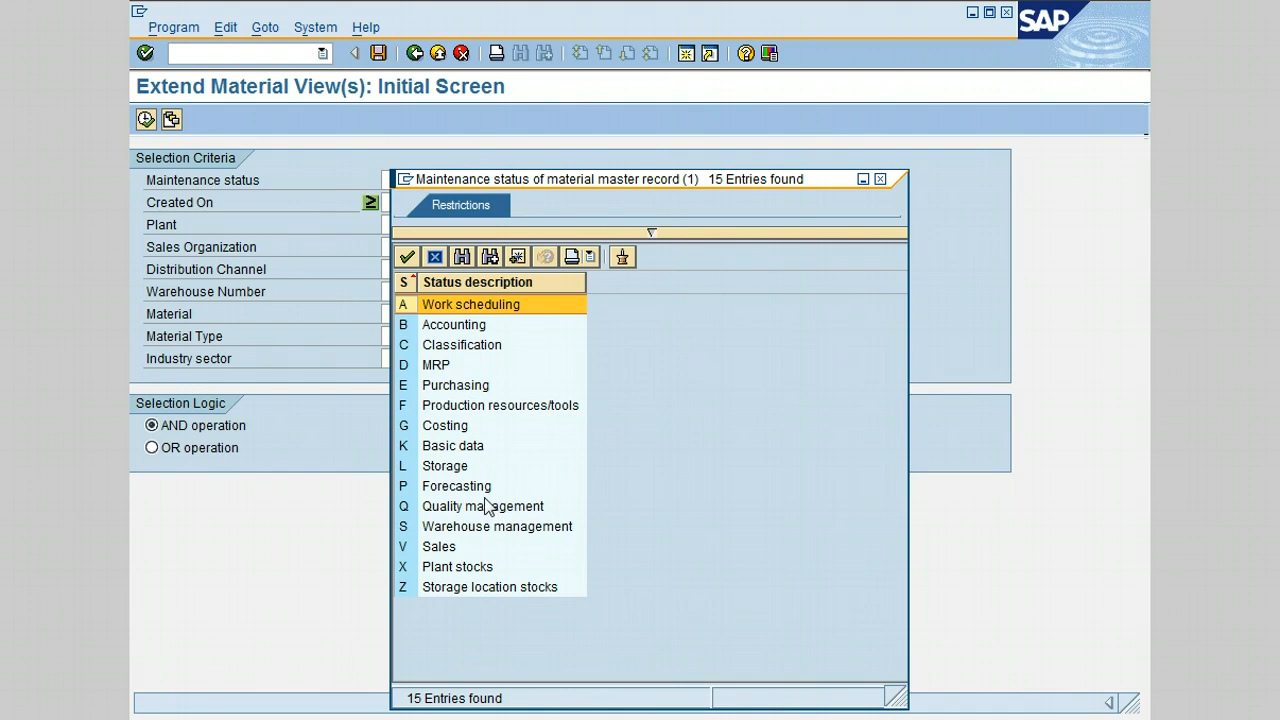 Program Edit Goto System Help
SAP
Extend Material View(s): Initial Screen
Selection Criteria
Maintenance status
Created On
Plant
Sales Organization
Distribution Channel
Warehouse Number
Material
Material Type
Industry sector
Selection Logic
AND operation
OR operation
Maintenance status of material master record (1) 15 Entries found
Restrictions
S Status description
A Work scheduling
B Accounting
C Classification
D MRP
E Purchasing
F Production resources/tools
G Costing
K Basic data
L Storage
P Forecasting
Q Quality management
S Warehouse management
V Sales
X Plant stocks
Z Storage location stocks
15 Entries found